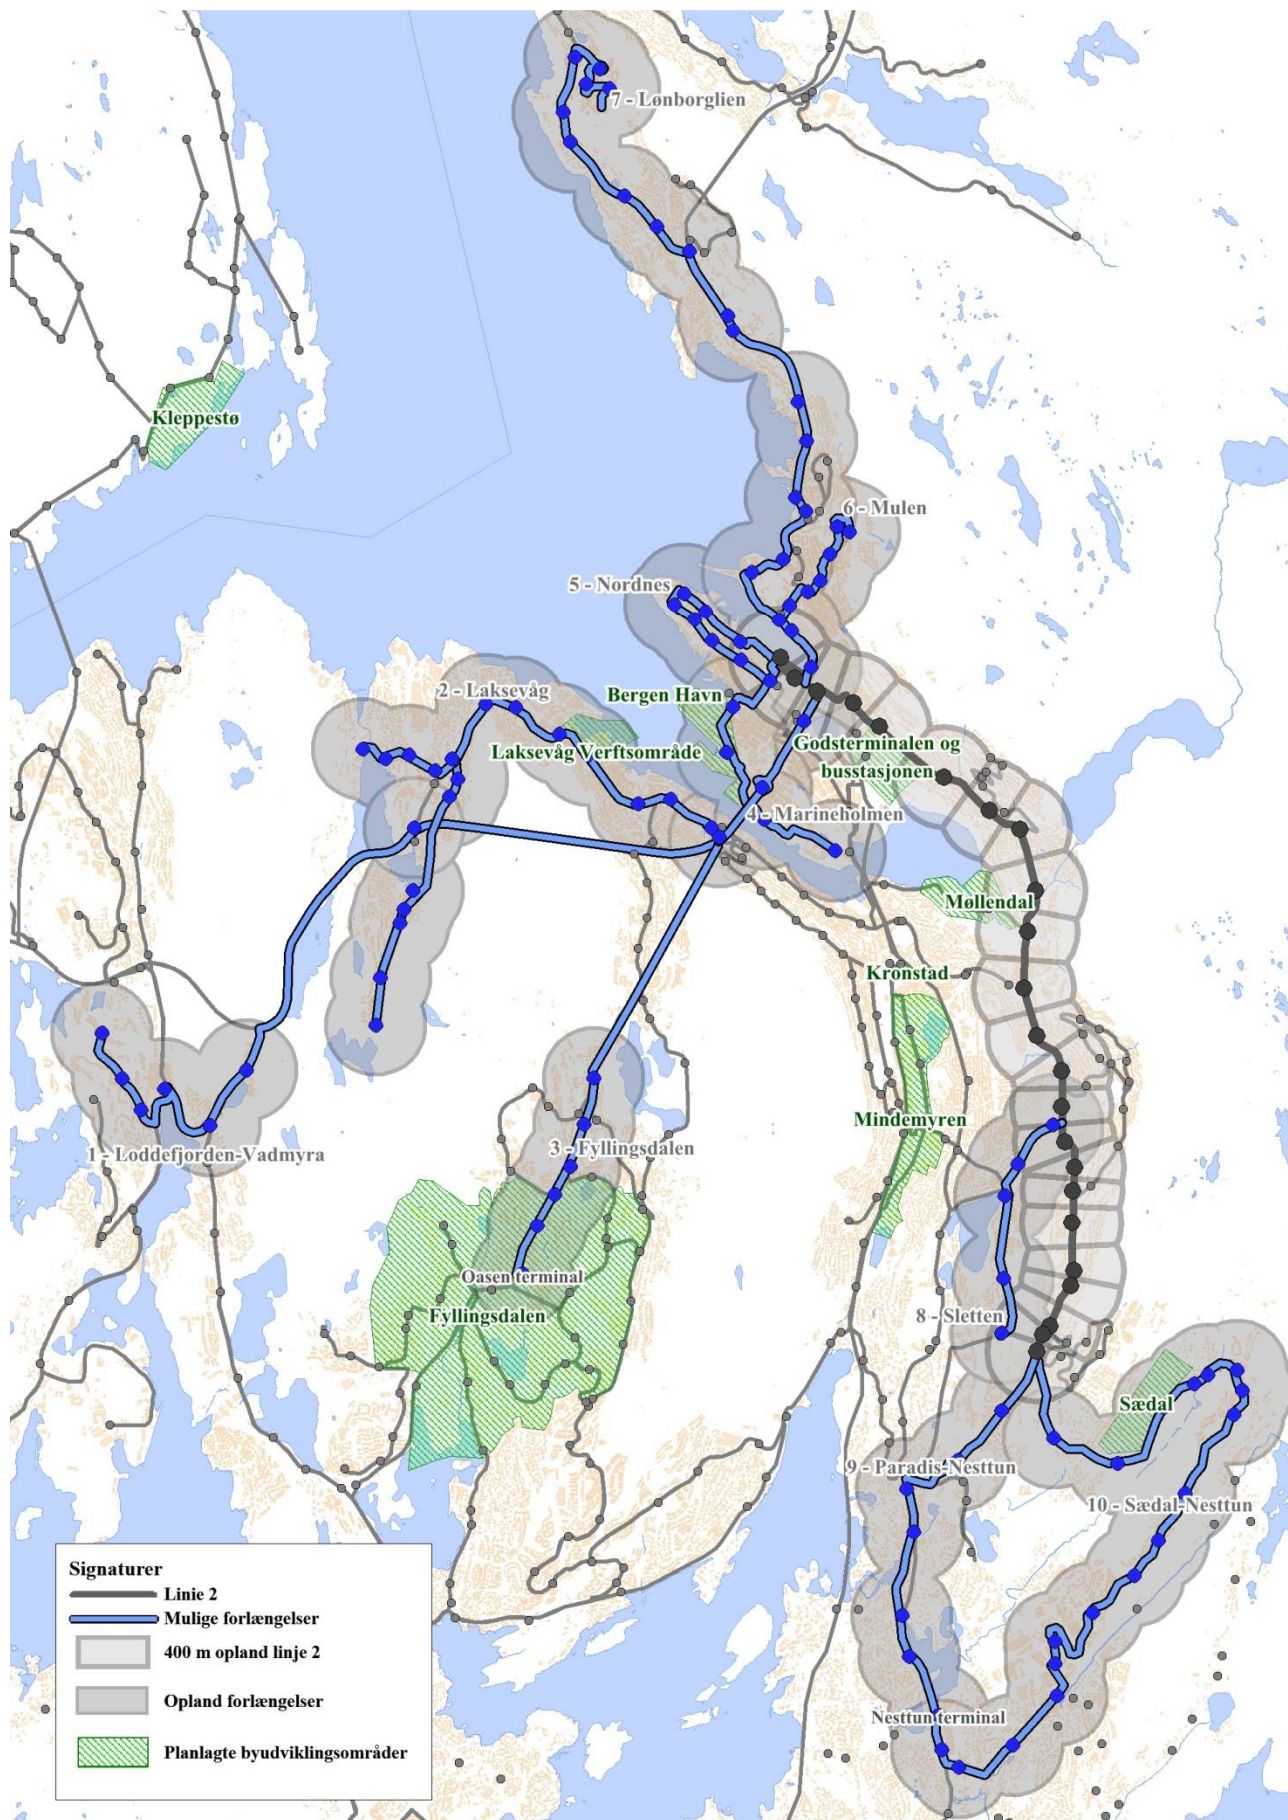 7 - Lønborglien
Kleppestø
6 - Mulen
5 - Nordnes
2 - Laksevåg
Bergen Havn
Laksevåg Verftsområde
Godsterminalen og
busstasjonen
4 - Marineholmen
Møllendal
Kronstad
Mindemyren
1 - Loddefjorden-Vadmyra
3 - Fyllingsdalen
Oasen terminal
Fyllingsdalen
8 - Sletten
Sædal
9 - Paradis-Nesttun
10 - Sædal-Nesttun
Nesttun terminal
Signaturer
Linie 2
Mulige forlængelser
400 m opland linje 2
Opland forlængelser
Planlagte byudviklingsområder